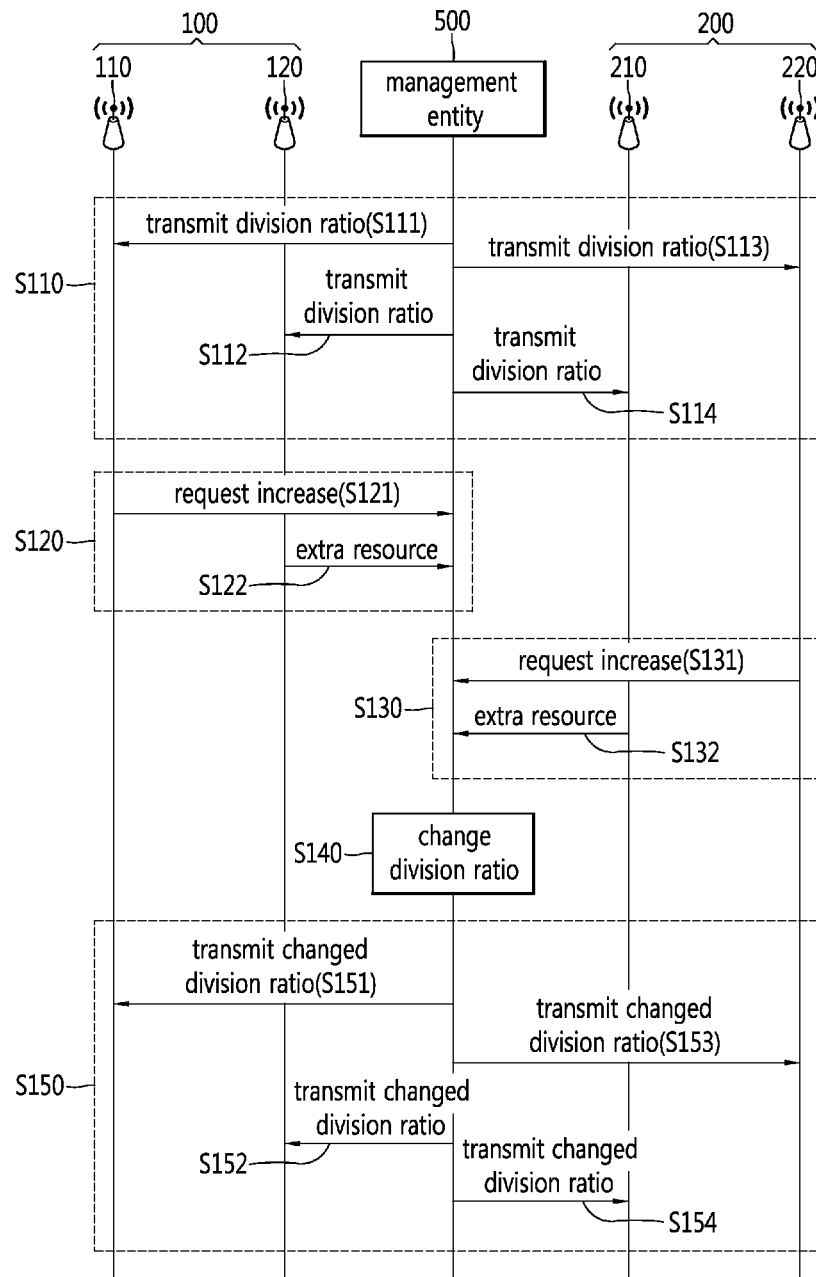 100
500
200
110
120
management
entity
210
220
transmit division ratio(S111)
transmit division ratio(S113)
S110
transmit
division ratio
S112
transmit
division ratio
S114
request increase(S121)
S120
extra resource
S122
request increase(S131)
S130
extra resource
S132
S140
change
division ratio
transmit changed
division ratio(S151)
transmit changed
division ratio(S153)
S150
transmit changed
division ratio
S152
transmit changed
division ratio
S154